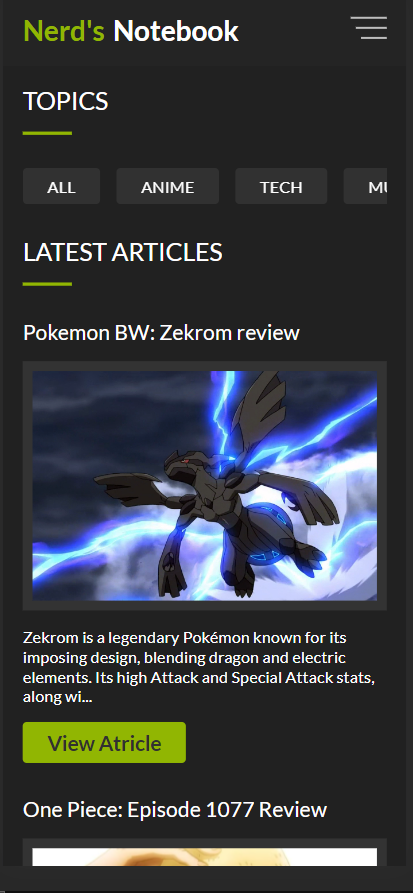 Nerd's Notebook
TOPICS
ALL ANIME TECH
LATEST ARTICLES
Pokemon BW: Zekrom review
Zekrom is a legendary Pokémon known for its
imposing design, blending dragon and electric
elements. Its high Attack and Special Attack stats,
along wi...
View Atricle
One Piece: Episode 1077 Review